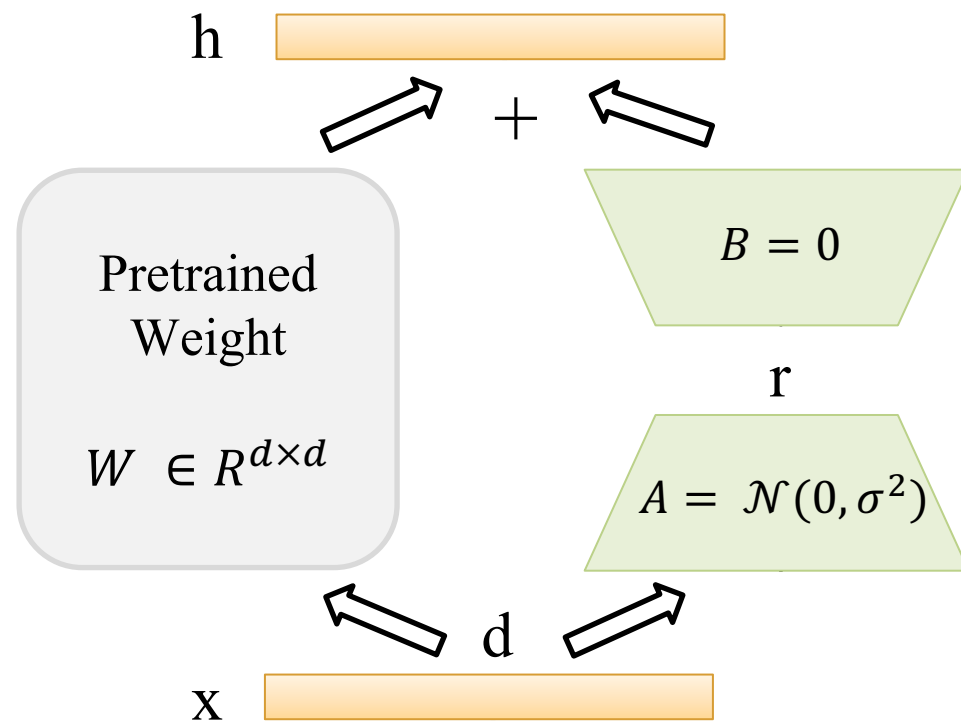 h
+
Pretrained
Weight
W ∈ R^{d×d}
B = 0
r
A = 𝒩(0, σ²)
d
x